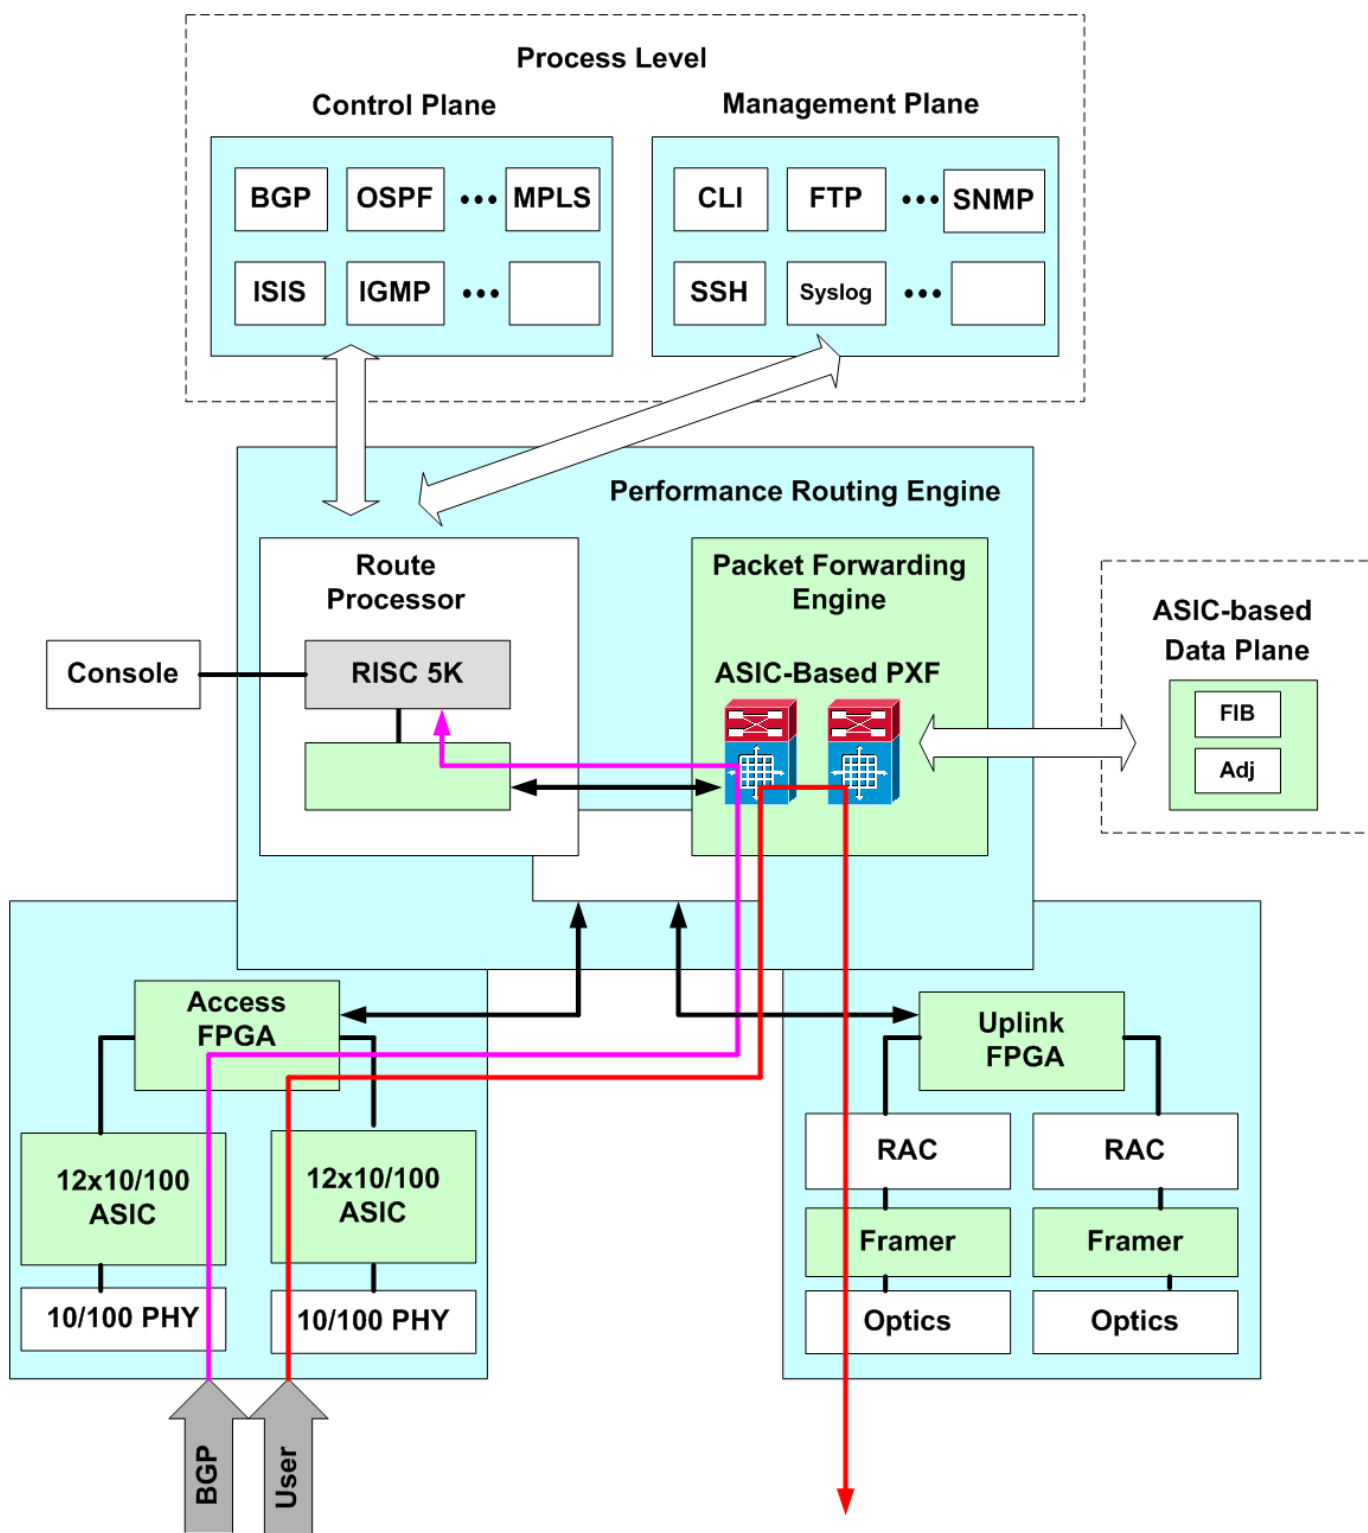 Process Level
Control Plane
Management Plane
BGP
OSPF
•••
MPLS
CLI
FTP
•••
SNMP
ISIS
IGMP
•••
SSH
Syslog
•••
Performance Routing Engine
Route
Processor
Packet Forwarding
Engine
ASIC-based
Data Plane
Console
RISC 5K
ASIC-Based PXF
FIB
Adj
Access
FPGA
Uplink
FPGA
12x10/100
ASIC
12x10/100
ASIC
RAC
RAC
Framer
Framer
10/100 PHY
10/100 PHY
Optics
Optics
BGP
User